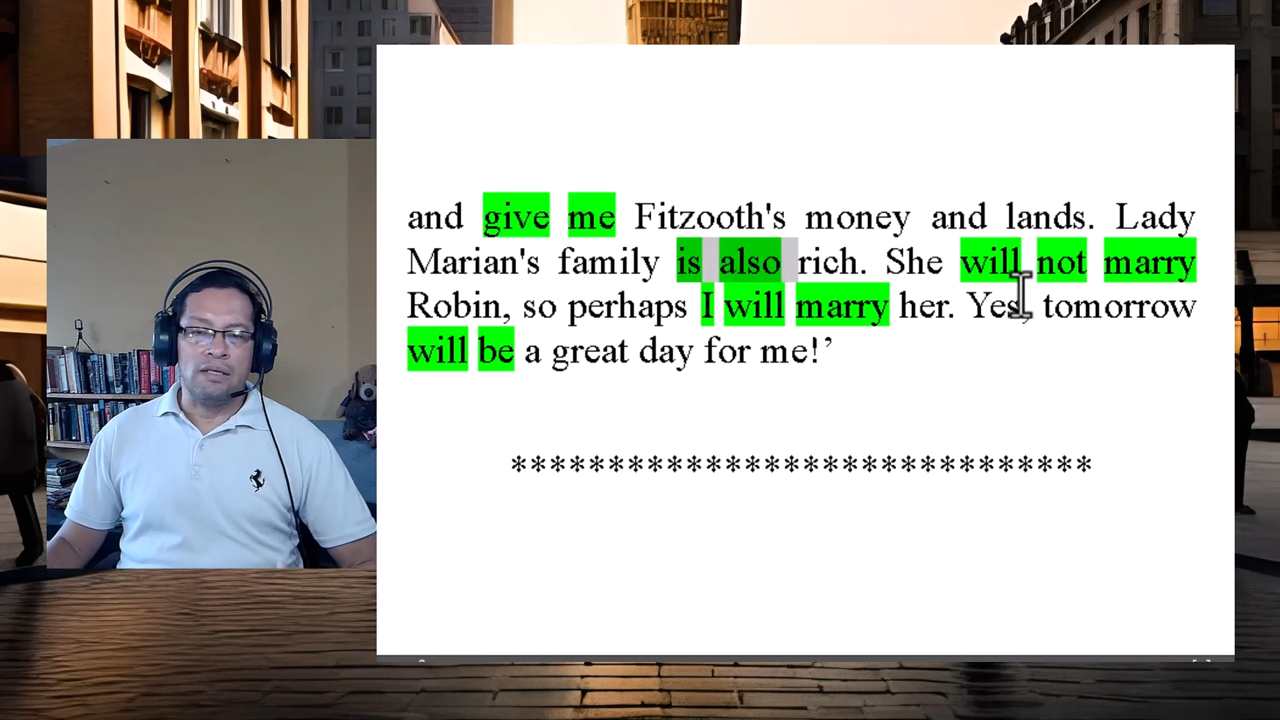 and give me Fitzooth's money and lands. Lady
Marian's family is also rich. She will not marry
Robin, so perhaps I will marry her. Yes, tomorrow
will be a great day for me!’
******************************